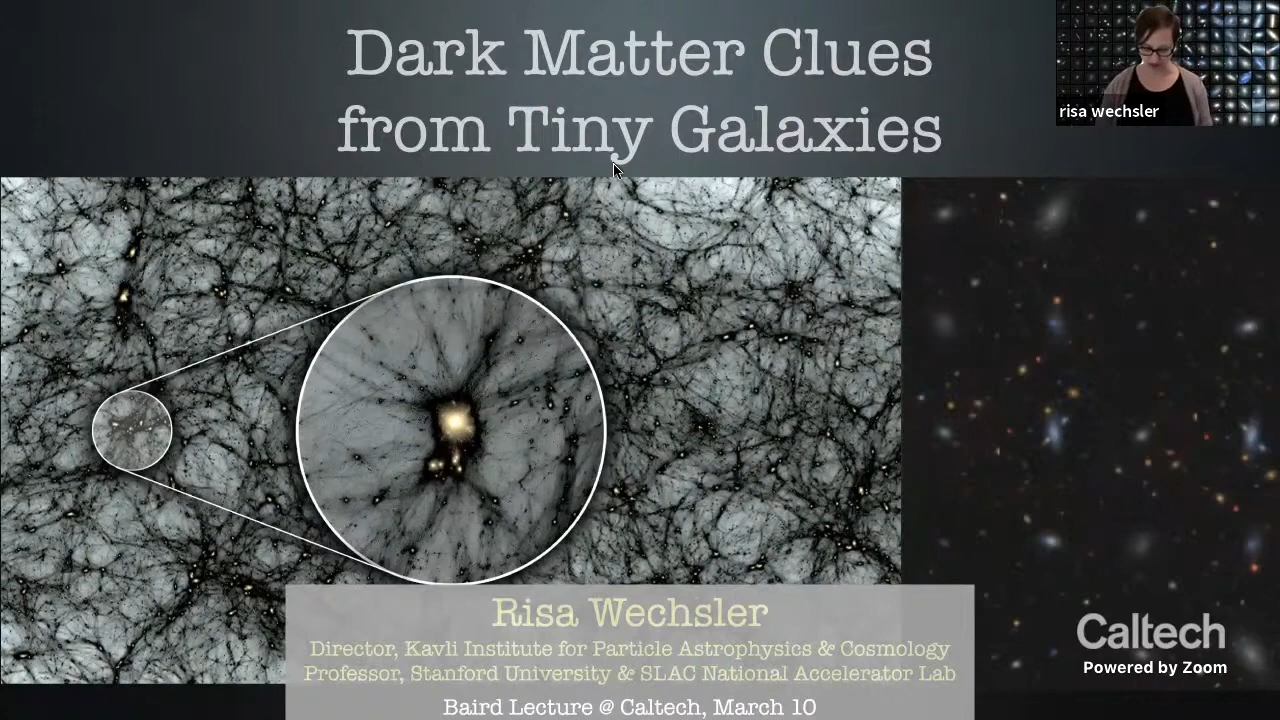 Dark Matter Clues
from Tiny Galaxies
risa wechsler
Risa Wechsler
Director, Kavli Institute for Particle Astrophysics & Cosmology
Professor, Stanford University & SLAC National Accelerator Lab
Baird Lecture @ Caltech, March 10
Caltech
Powered by Zoom